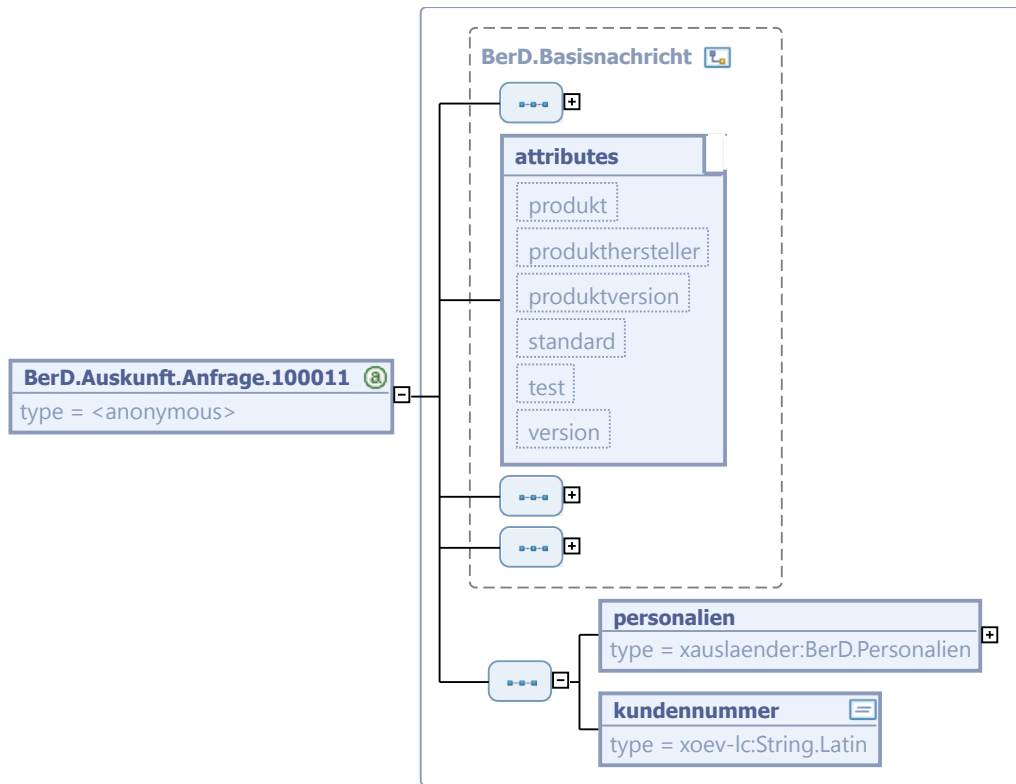 BerD.Basisnachricht
attributes
produkt
produkthersteller
produktversion
standard
test
version
BerD.Auskunft.Anfrage.100011 a
type = <anonymous>
personalien
type = xauslaender:BerD.Personalien
kundennummer
type = xoev-lc:String.Latin